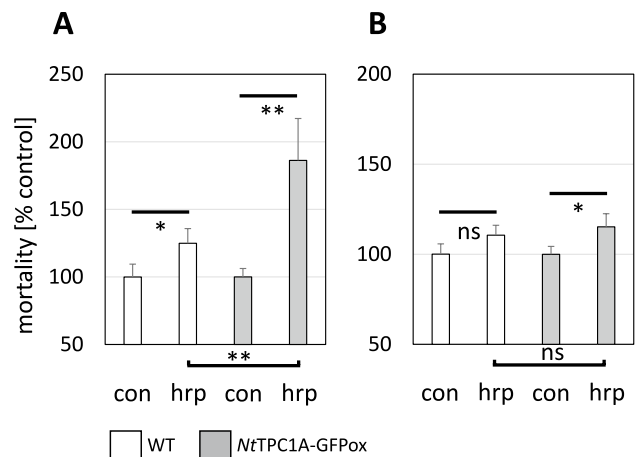 A
B
mortality [% control]
250
200
150
100
50
**
*
**
con hrp con hrp
200
150
100
50
ns
*
ns
con hrp con hrp
WT
NtTPC1A-GFPox